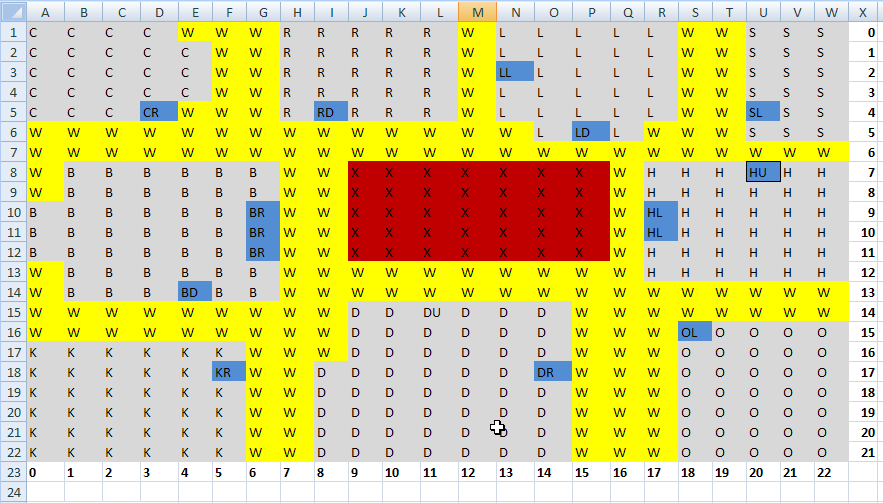 A B C D E F G H I J K L M N O P Q R S T U V W X
1 C C C C W W W R R R R R W L L L L L W W S S S 0
2 C C C C C W W R R R R R W L L L L L W W S S S 1
3 C C C C C W W R R R R R W LL L L L L W W S S S 2
4 C C C C C W W R R R R R W L L L L L W W S S S 3
5 C C C CR W W W R RD R R R W L L L L L W W SL S S 4
6 W W W W W W W W W W W W W W L LD L W W W S S S 5
7 W W W W W W W W W W W W W W W W W W W W W W W 6
8 W B B B B B B W W X X X X X X X W H H H HU H H 7
9 W B B B B B B W W X X X X X X X W H H H H H H 8
10 B B B B B B BR W W X X X X X X X W HL H H H H H 9
11 B B B B B B BR W W X X X X X X X W HL H H H H H 10
12 B B B B B B BR W W X X X X X X X W H H H H H H 11
13 W B B B B B B W W W W W W W W W W H H H H H H 12
14 W B B B BD B B W W W W W W W W W W W W W W W W 13
15 W W W W W W W W W D D DU D D D W W W W W W W W 14
16 W W W W W W W W W D D D D D D W W W OL O O O O 15
17 K K K K K K W W W D D D D D D W W W O O O O O 16
18 K K K K K KR W W D D D D D D DR W W W O O O O O 17
19 K K K K K K W W D D D D D D D W W W O O O O O 18
20 K K K K K K W W D D D D D D D W W W O O O O O 19
21 K K K K K K W W D D D D D D D W W W O O O O O 20
22 K K K K K K W W D D D D D D D W W W O O O O O 21
23 0 1 2 3 4 5 6 7 8 9 10 11 12 13 14 15 16 17 18 19 20 21 22
24